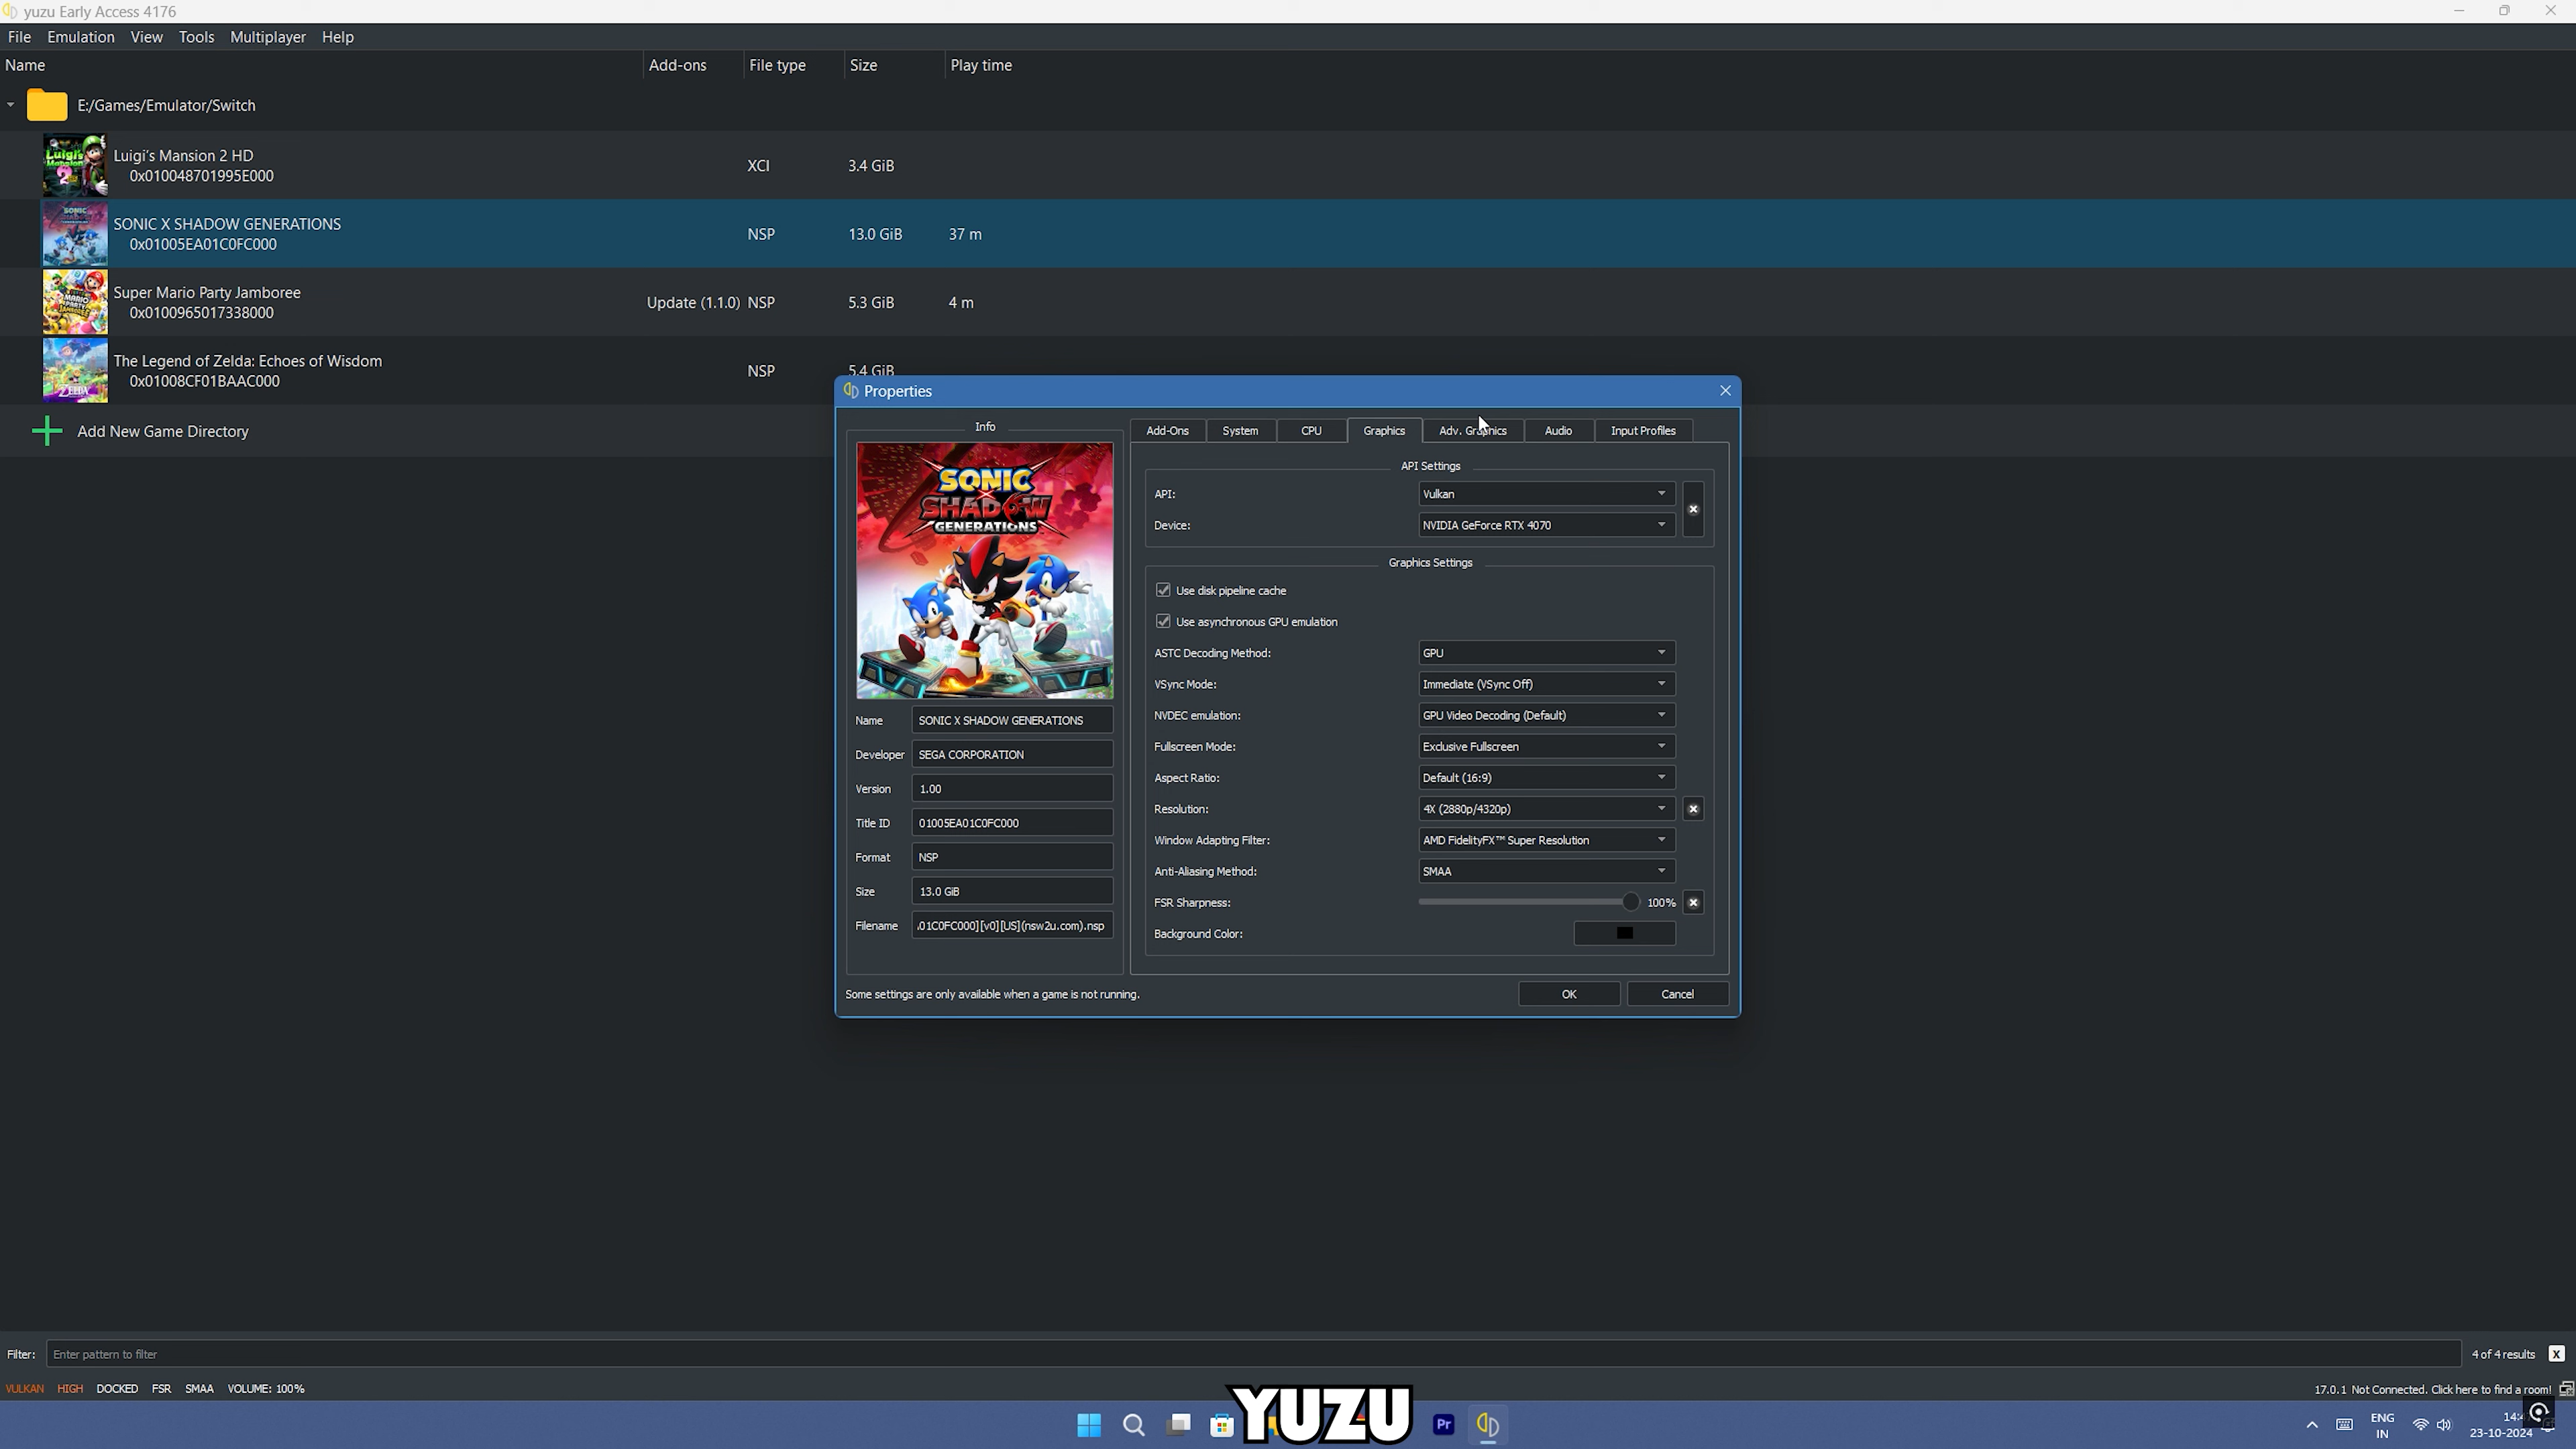 yuzu Early Access 4176
File Emulation View Tools Multiplayer Help
Name Add-ons File type Size Play time
E:/Games/Emulator/Switch
Luigi's Mansion 2 HD
0x010048701995E000
XCI 3.4 GiB
SONIC X SHADOW GENERATIONS
0x01005EA01C0FC000
NSP 13.0 GiB 37 m
Super Mario Party Jamboree
0x0100965017338000
Update (1.1.0) NSP 5.3 GiB 4 m
The Legend of Zelda: Echoes of Wisdom
0x01008CF01BAAC000
NSP 5.4 GiB
Add New Game Directory
Properties
Info
SONIC
X
SHADOW
GENERATIONS
Name SONIC X SHADOW GENERATIONS
Developer SEGA CORPORATION
Version 1.00
Title ID 01005EA01C0FC000
Format NSP
Size 13.0 GiB
Filename 01C0FC000][v0][US](nsw2u.com).nsp
Add-Ons System CPU Graphics Adv. Graphics Audio Input Profiles
API Settings
API: Vulkan
Device: NVIDIA GeForce RTX 4070
Graphics Settings
Use disk pipeline cache
Use asynchronous GPU emulation
ASTC Decoding Method: GPU
VSync Mode: Immediate (VSync Off)
NVDEC emulation: GPU Video Decoding (Default)
Fullscreen Mode: Exclusive Fullscreen
Aspect Ratio: Default (16:9)
Resolution: 4X (2880p/4320p)
Window Adapting Filter: AMD FidelityFX™ Super Resolution
Anti-Aliasing Method: SMAA
FSR Sharpness: 100%
Background Color:
Some settings are only available when a game is not running. OK Cancel
Filter: Enter pattern to filter 4 of 4 results X
VULKAN HIGH DOCKED FSR SMAA VOLUME: 100% 17.0.1 Not Connected. Click here to find a room!
YUZU
Pr
ENG
IN
23-10-2024